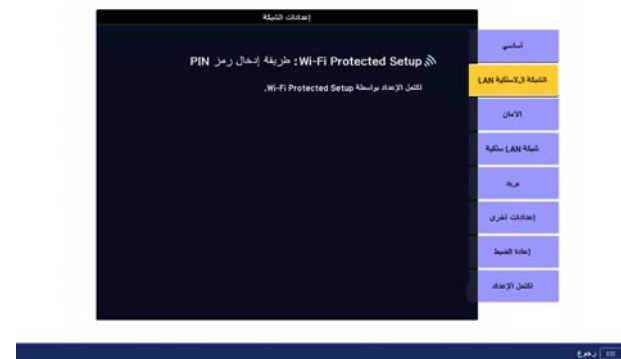 إعدادات الشبكة
Wi-Fi Protected Setup: طريقة إدخال رمز PIN
اكتمل الإعداد بواسطة Wi-Fi Protected Setup.
أساسي
الشبكة اللاسلكية LAN
الأمان
شبكة LAN سلكية
بريد
إعدادات أخرى
إعادة الضبط
اكتمل الإعداد
رجوع